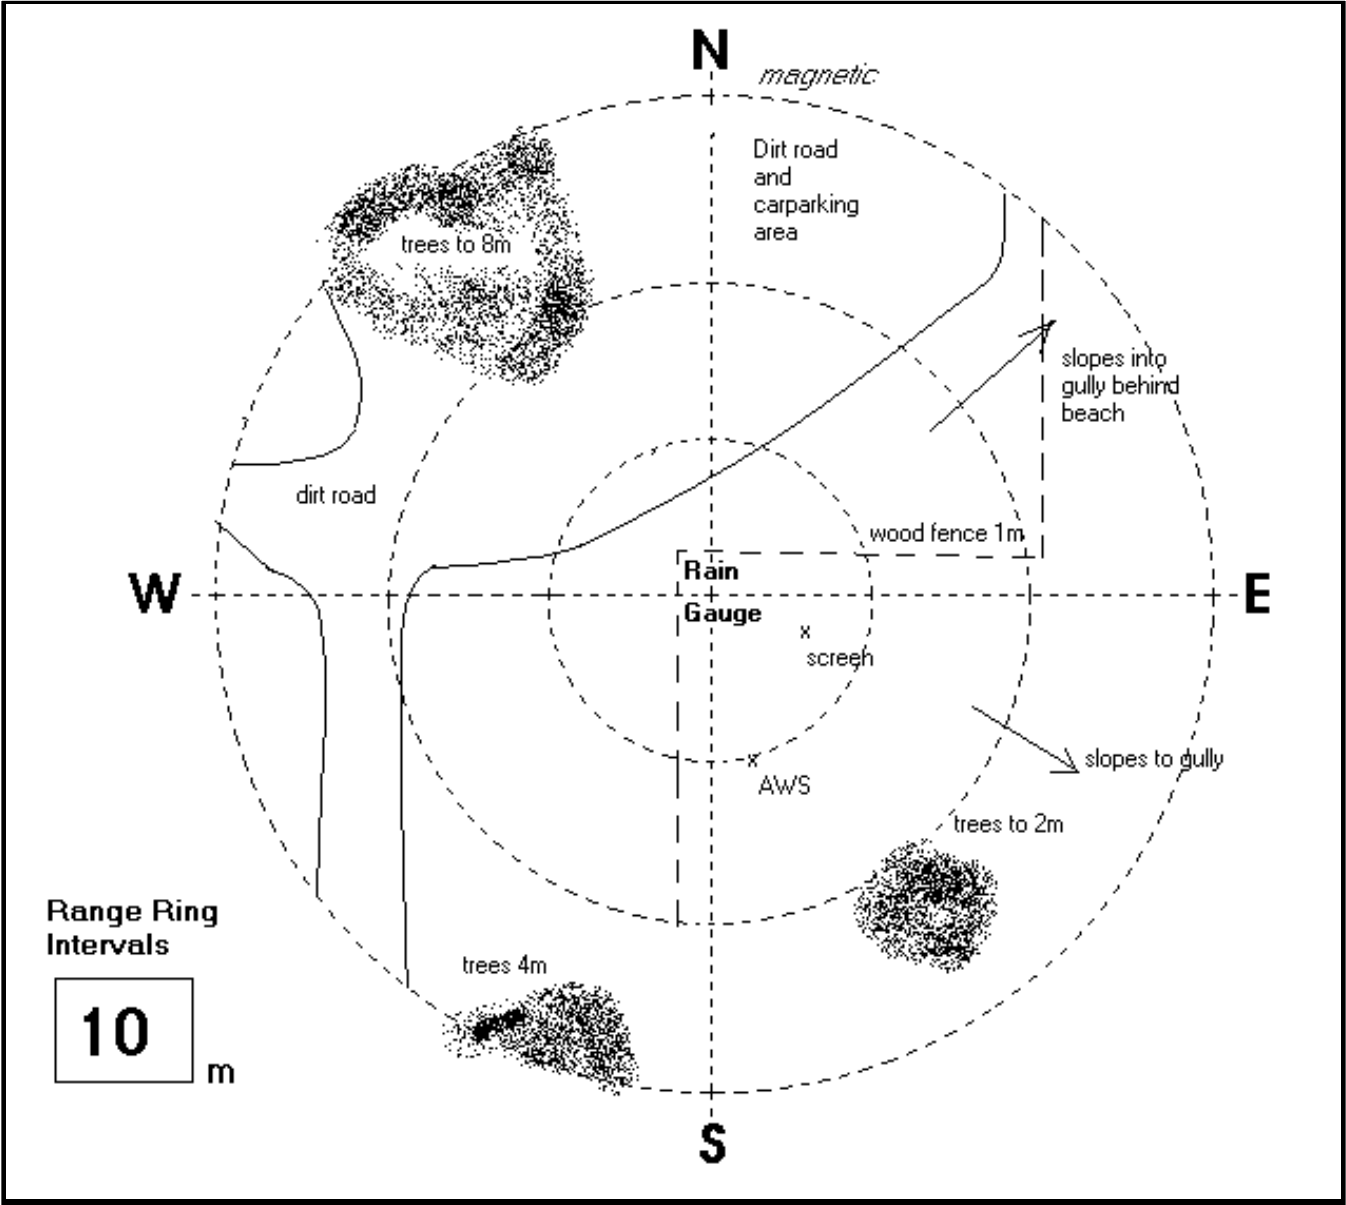 N
magnetic
Dirt road
and
carparking
area
trees to 8m
slopes into
gully behind
beach
dirt road
wood fence 1m
W
Rain
Gauge
E
x
screen
slopes to gully
x
AWS
trees to 2m
Range Ring
Intervals
10
m
trees 4m
S